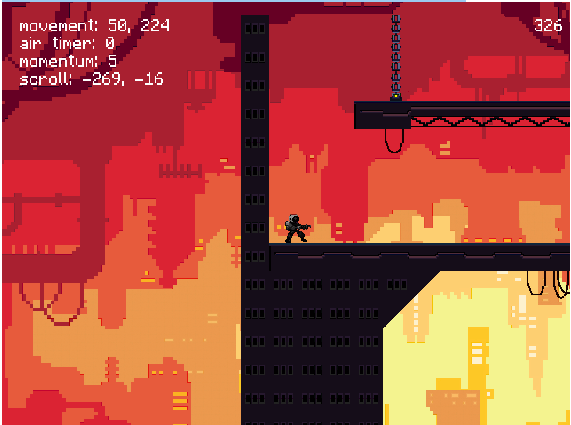 movement: 50, 224
326
air timer: 0
momentum: 5
scroll: -269, -16